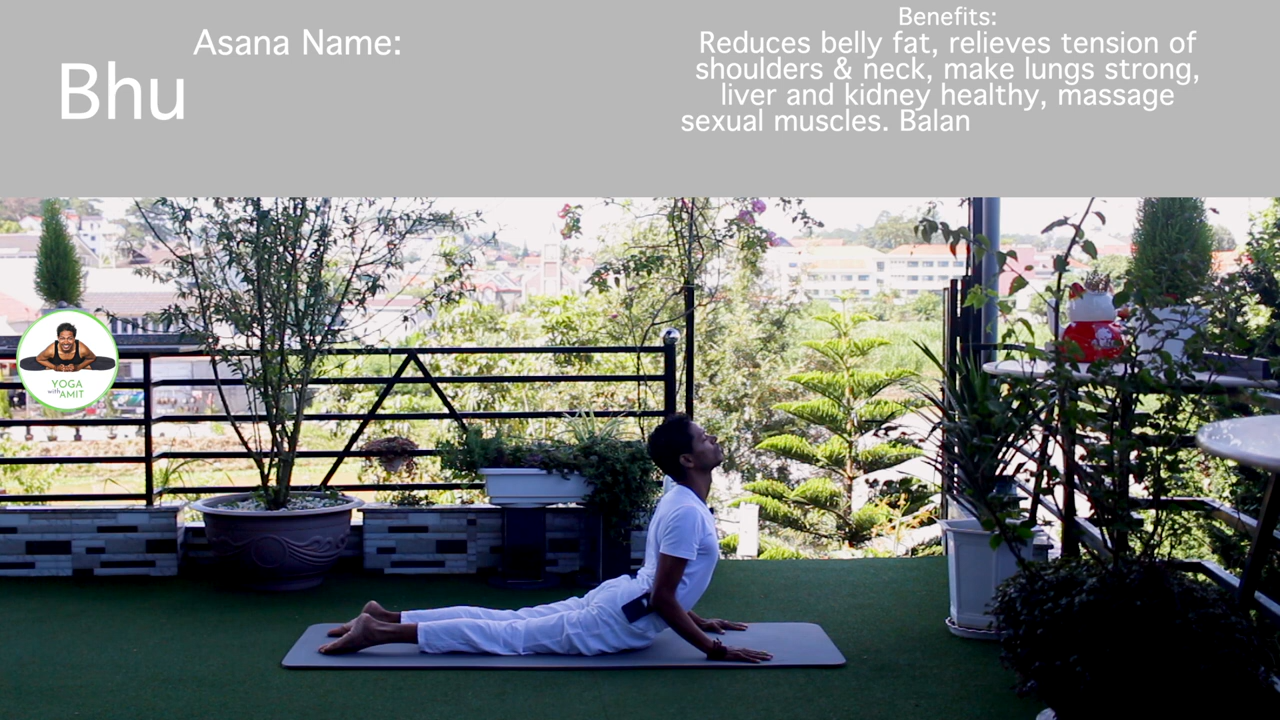 Asana Name:
Bhu
Benefits:
Reduces belly fat, relieves tension of
shoulders & neck, make lungs strong,
liver and kidney healthy, massage
sexual muscles. Balan
YOGA
with AMIT